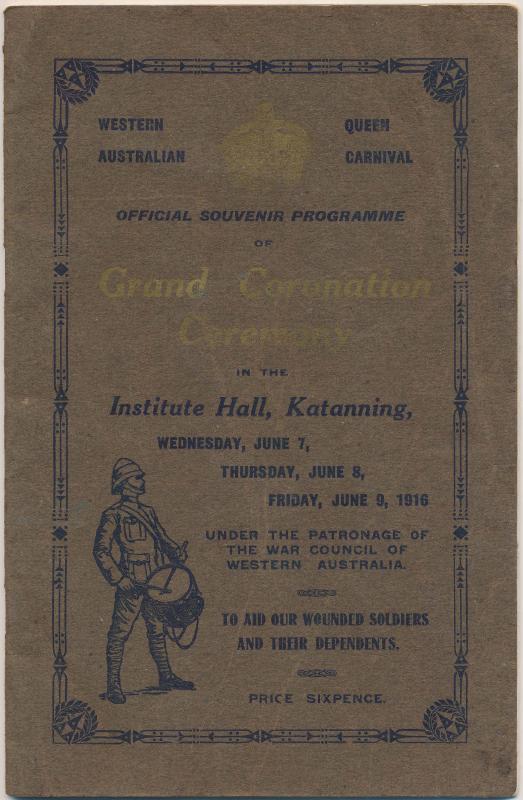 WESTERN QUEEN
AUSTRALIAN CARNIVAL
OFFICIAL SOUVENIR PROGRAMME
OF
Grand Coronation
Ceremony
IN THE
Institute Hall, Katanning,
WEDNESDAY, JUNE 7,
THURSDAY, JUNE 8,
FRIDAY, JUNE 9, 1916
UNDER THE PATRONAGE OF
THE WAR COUNCIL OF
WESTERN AUSTRALIA.
TO AID OUR WOUNDED SOLDIERS
AND THEIR DEPENDENTS.
PRICE SIXPENCE.